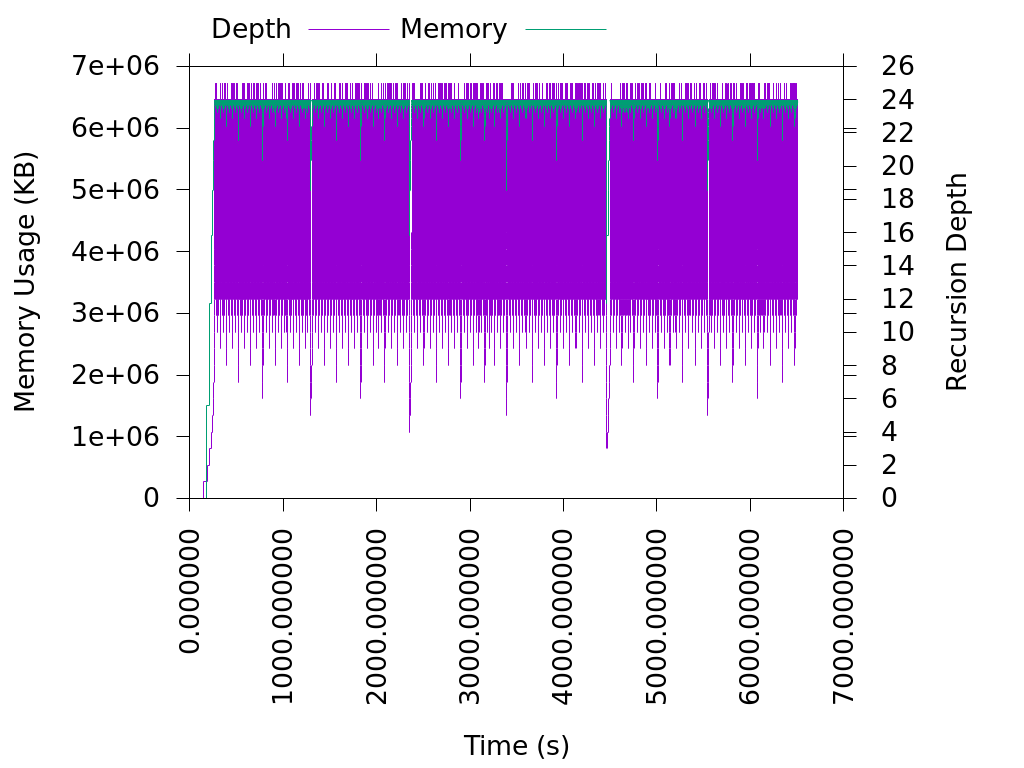 Depth Memory
7e+06
6e+06
5e+06
4e+06
3e+06
2e+06
1e+06
0
Memory Usage (KB)
26
24
22
20
18
16
14
12
10
8
6
4
2
0
Recursion Depth
0.000000
1000.000000
2000.000000
3000.000000
4000.000000
5000.000000
6000.000000
7000.000000
Time (s)